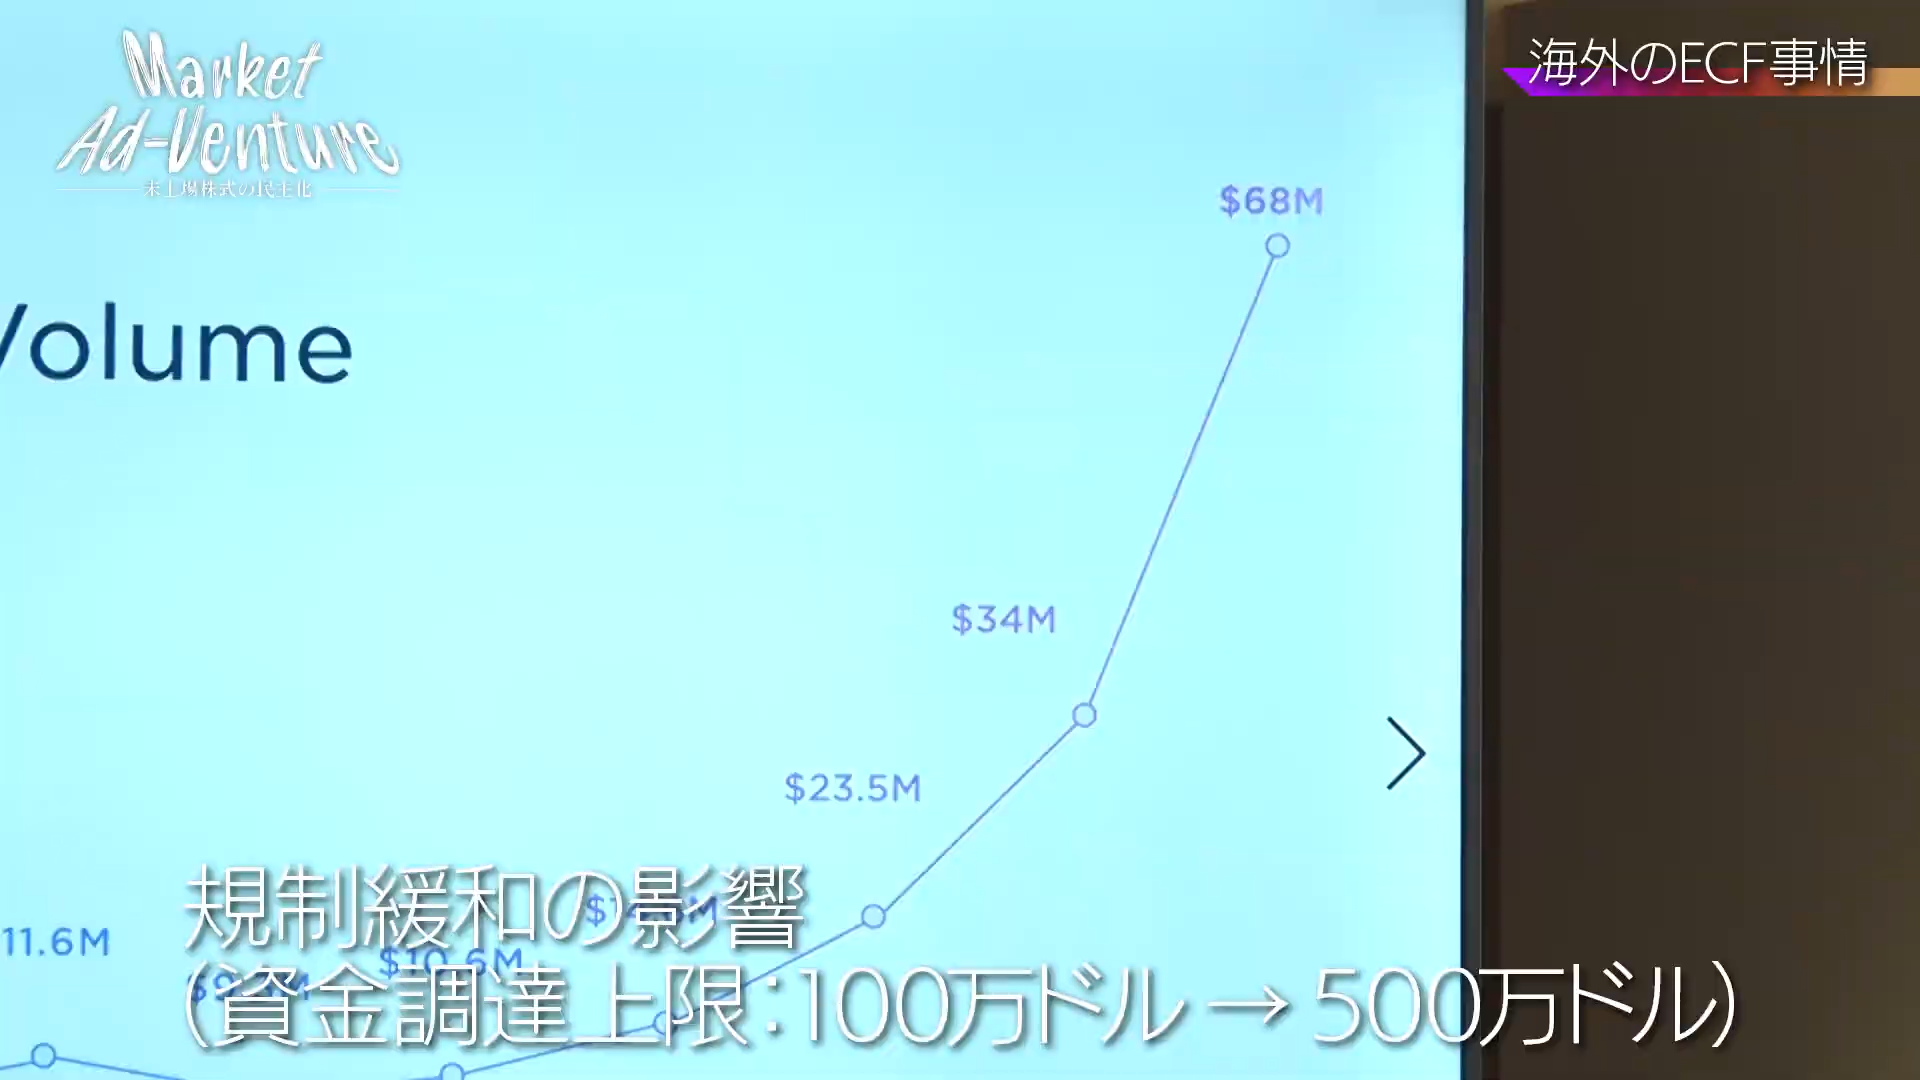 Market
Ad-Venture
未上場株式の民主化
海外のECF事情
$68M
Volume
$34M
$23.5M
11.6M
$10.6M
規制緩和の影響
(資金調達上限：100万ドル → 500万ドル)